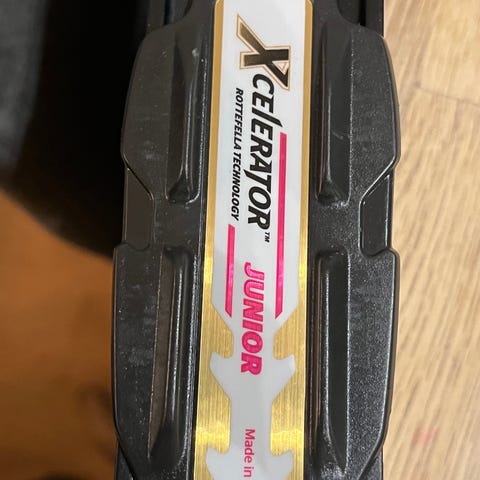 XCELERATOR™
ROTTEFELLA TECHNOLOGY
JUNIOR
Made in